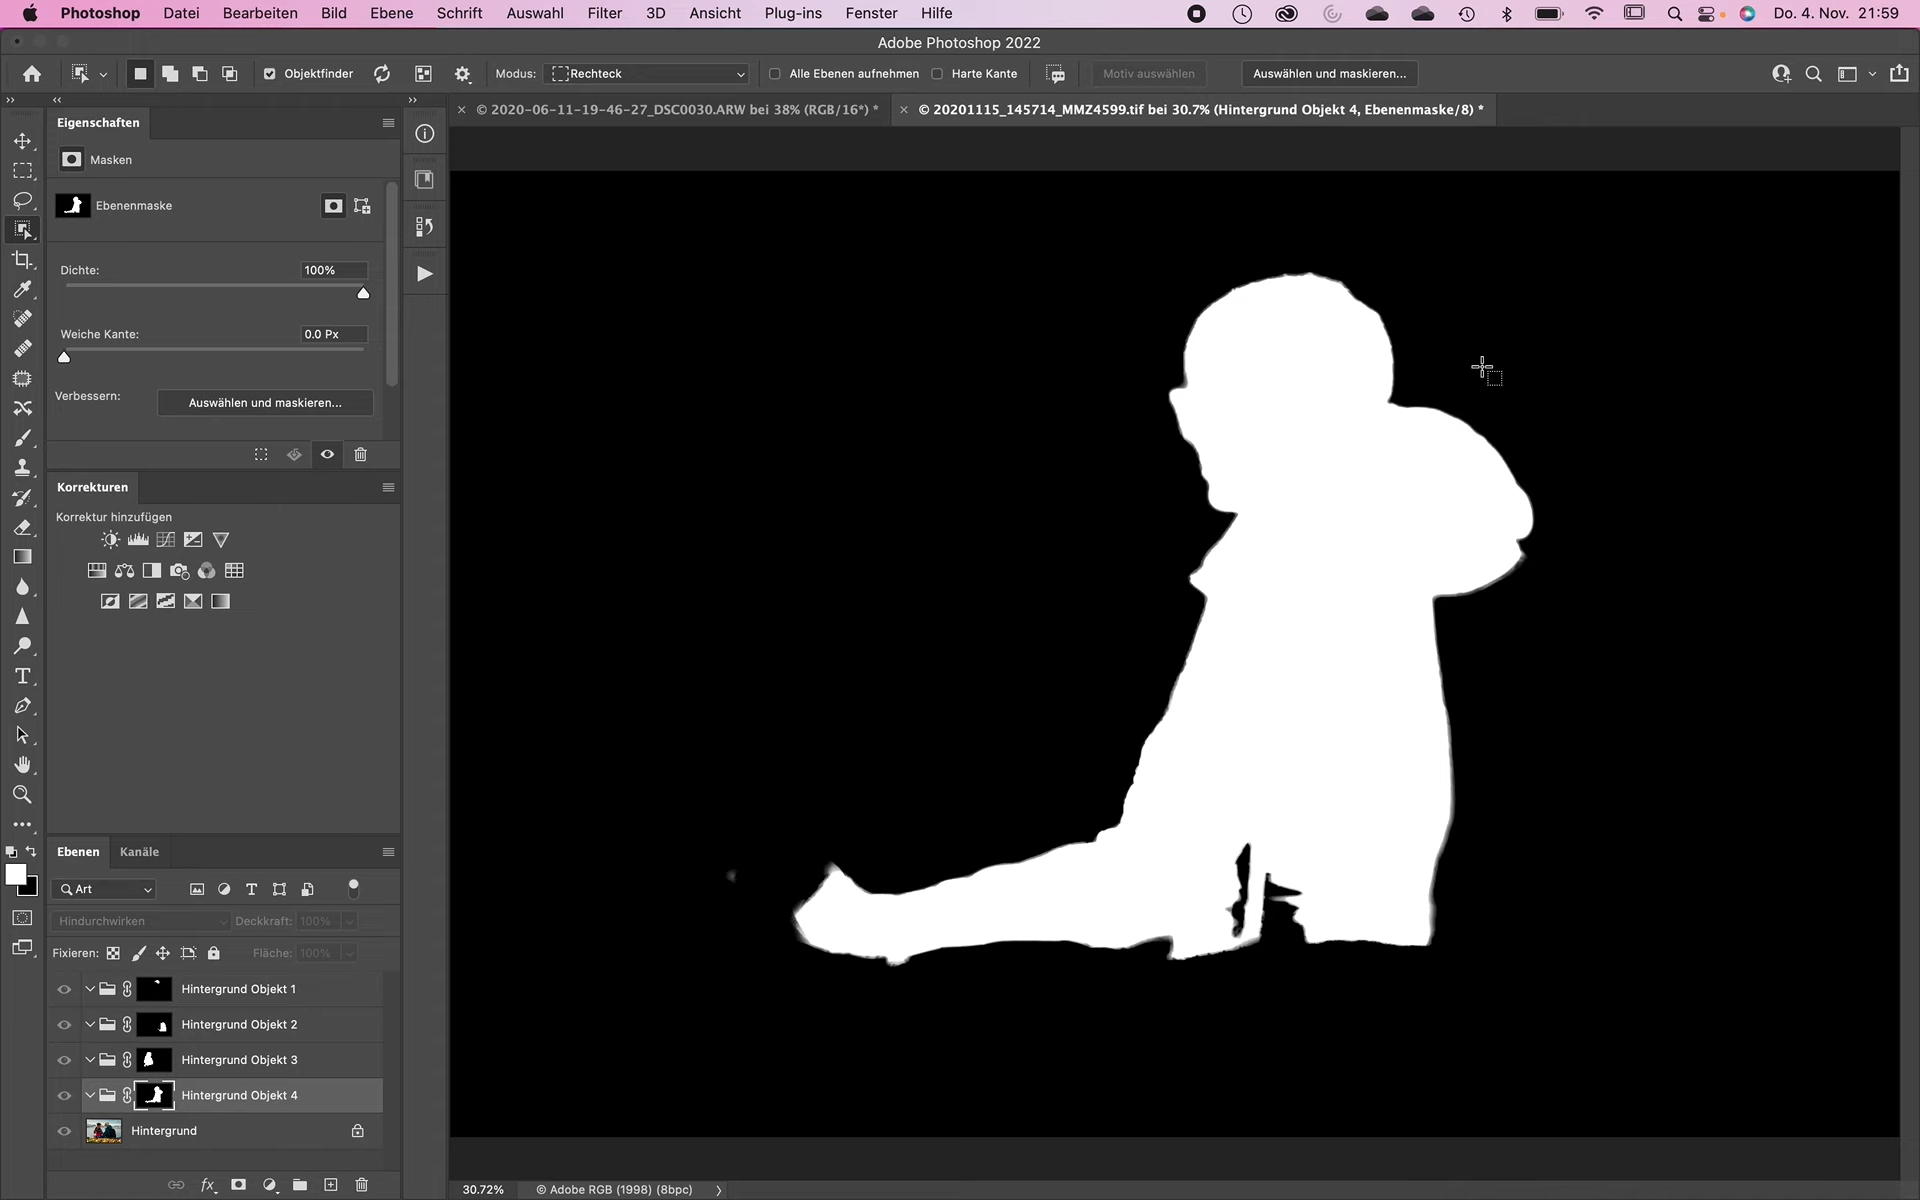 Photoshop Datei Bearbeiten Bild Ebene Schrift Auswahl Filter 3D Ansicht Plug-ins Fenster Hilfe Do. 4. Nov. 21:59
Adobe Photoshop 2022
Objektfinder Modus: Rechteck Alle Ebenen aufnehmen Harte Kante Motiv auswählen Auswählen und maskieren...
© 2020-06-11-19-46-27_DSC0030.ARW bei 38% (RGB/16*) * © 20201115_145714_MMZ4599.tif bei 30.7% (Hintergrund Objekt 4, Ebenenmaske/8) *
Eigenschaften
Masken
Ebenenmaske
Dichte: 100%
Weiche Kante: 0.0 Px
Verbessern: Auswählen und maskieren...
Korrekturen
Korrektur hinzufügen
Ebenen Kanäle
Art
Hindurchwirken Deckkraft: 100%
Fixieren: Fläche: 100%
Hintergrund Objekt 1
Hintergrund Objekt 2
Hintergrund Objekt 3
Hintergrund Objekt 4
Hintergrund
30.72% © Adobe RGB (1998) (8bpc)